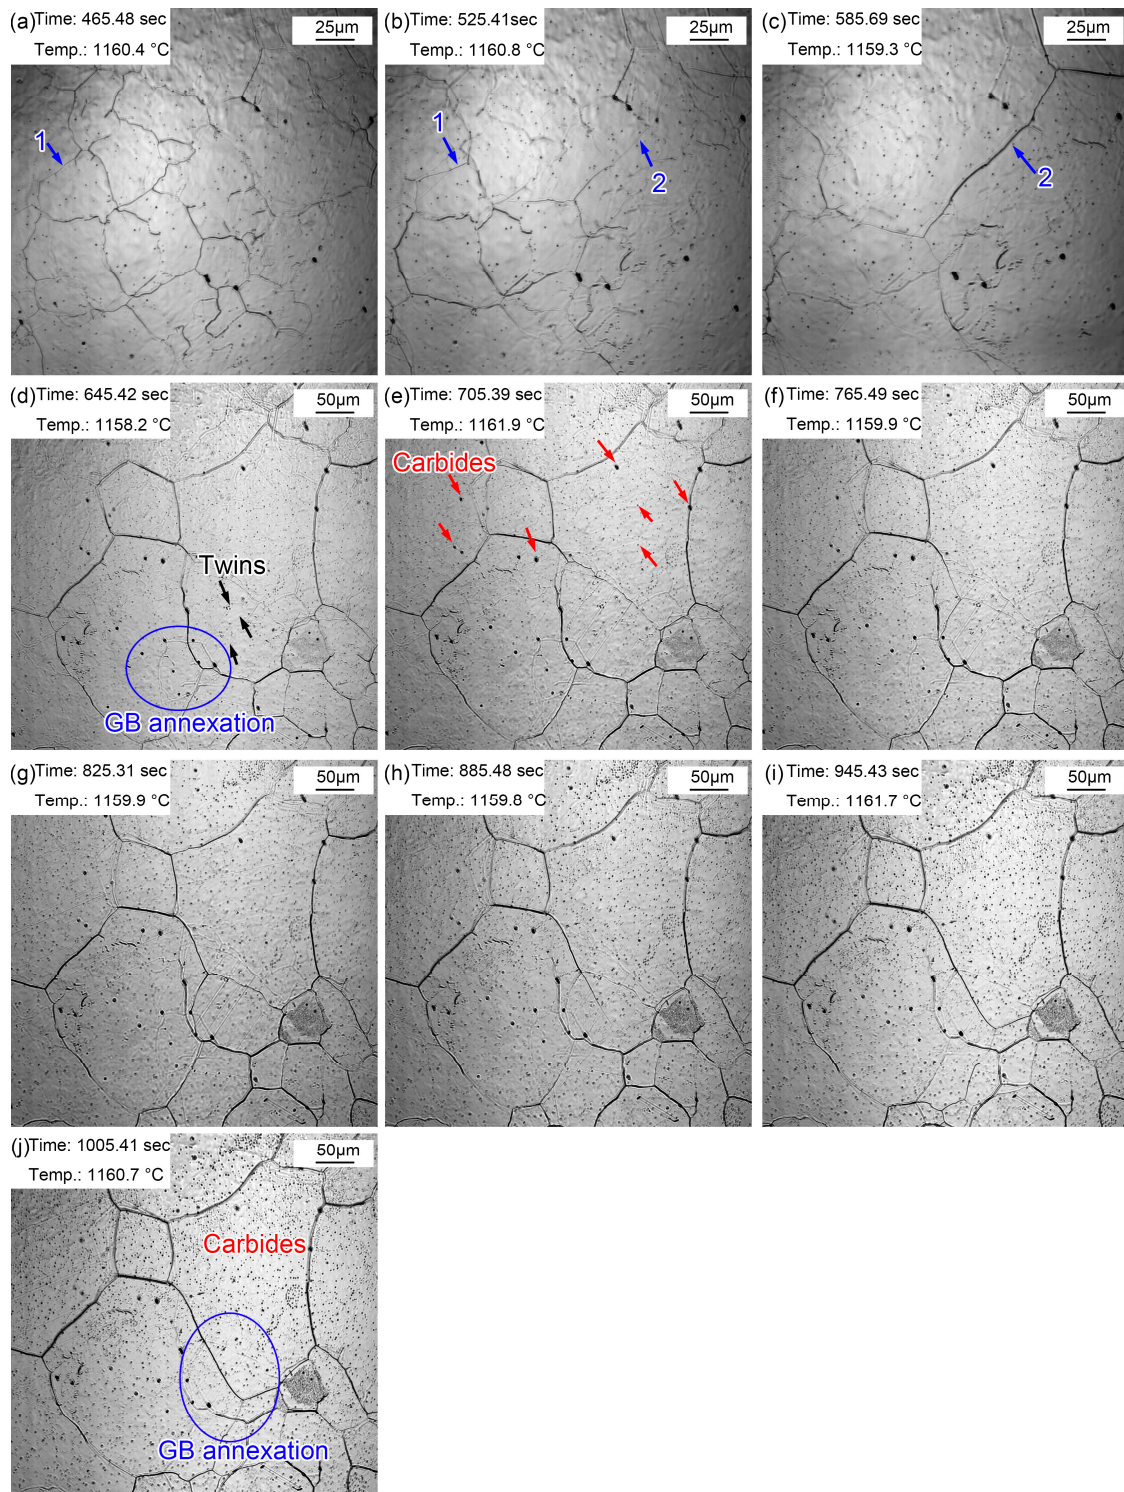 (a) Time: 465.48 sec
Temp.: 1160.4 °C
25μm
1
(b) Time: 525.41sec
Temp.: 1160.8 °C
25μm
1
2
(c) Time: 585.69 sec
Temp.: 1159.3 °C
25μm
2
(d) Time: 645.42 sec
Temp.: 1158.2 °C
50μm
Twins
GB annexation
(e) Time: 705.39 sec
Temp.: 1161.9 °C
50μm
Carbides
(f) Time: 765.49 sec
Temp.: 1159.9 °C
50μm
(g) Time: 825.31 sec
Temp.: 1159.9 °C
50μm
(h) Time: 885.48 sec
Temp.: 1159.8 °C
50μm
(i) Time: 945.43 sec
Temp.: 1161.7 °C
50μm
(j) Time: 1005.41 sec
Temp.: 1160.7 °C
50μm
Carbides
GB annexation